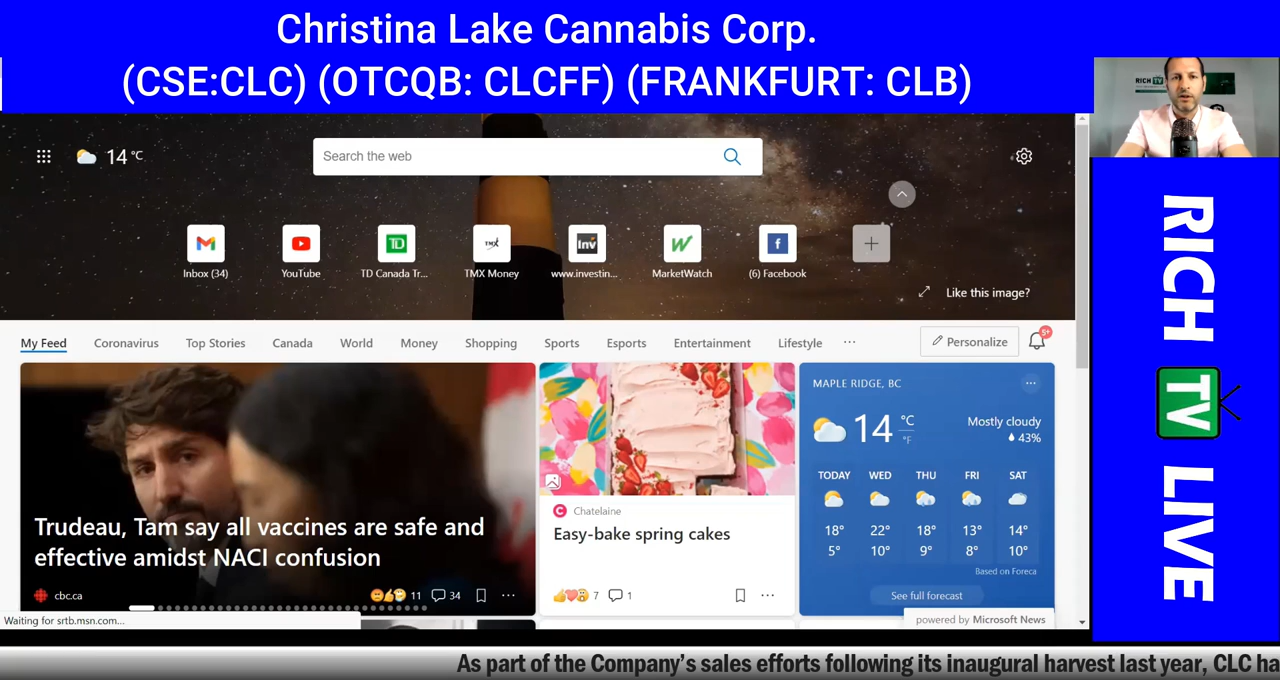 Christina Lake Cannabis Corp.
(CSE:CLC) (OTCQB: CLCFF) (FRANKFURT: CLB)
RICH TV
14 °C
Search the web
TD
TMX
Inv
Inbox (34)
YouTube
TD Canada Tr...
TMX Money
www.investin...
MarketWatch
(6) Facebook
Like this image?
My Feed
Coronavirus
Top Stories
Canada
World
Money
Shopping
Sports
Esports
Entertainment
Lifestyle
...
Personalize
5+
Trudeau, Tam say all vaccines are safe and
effective amidst NACI confusion
cbc.ca
11
34
Chatelaine
Easy-bake spring cakes
7
1
MAPLE RIDGE, BC
14 °C
°F
Mostly cloudy
43%
TODAY WED THU FRI SAT
18° 22° 18° 13° 14°
5° 10° 9° 8° 10°
Based on Foreca
See full forecast
powered by Microsoft News
Waiting for srtb.msn.com...
RICH TV LIVE
As part of the Company's sales efforts following its inaugural harvest last year, CLC ha